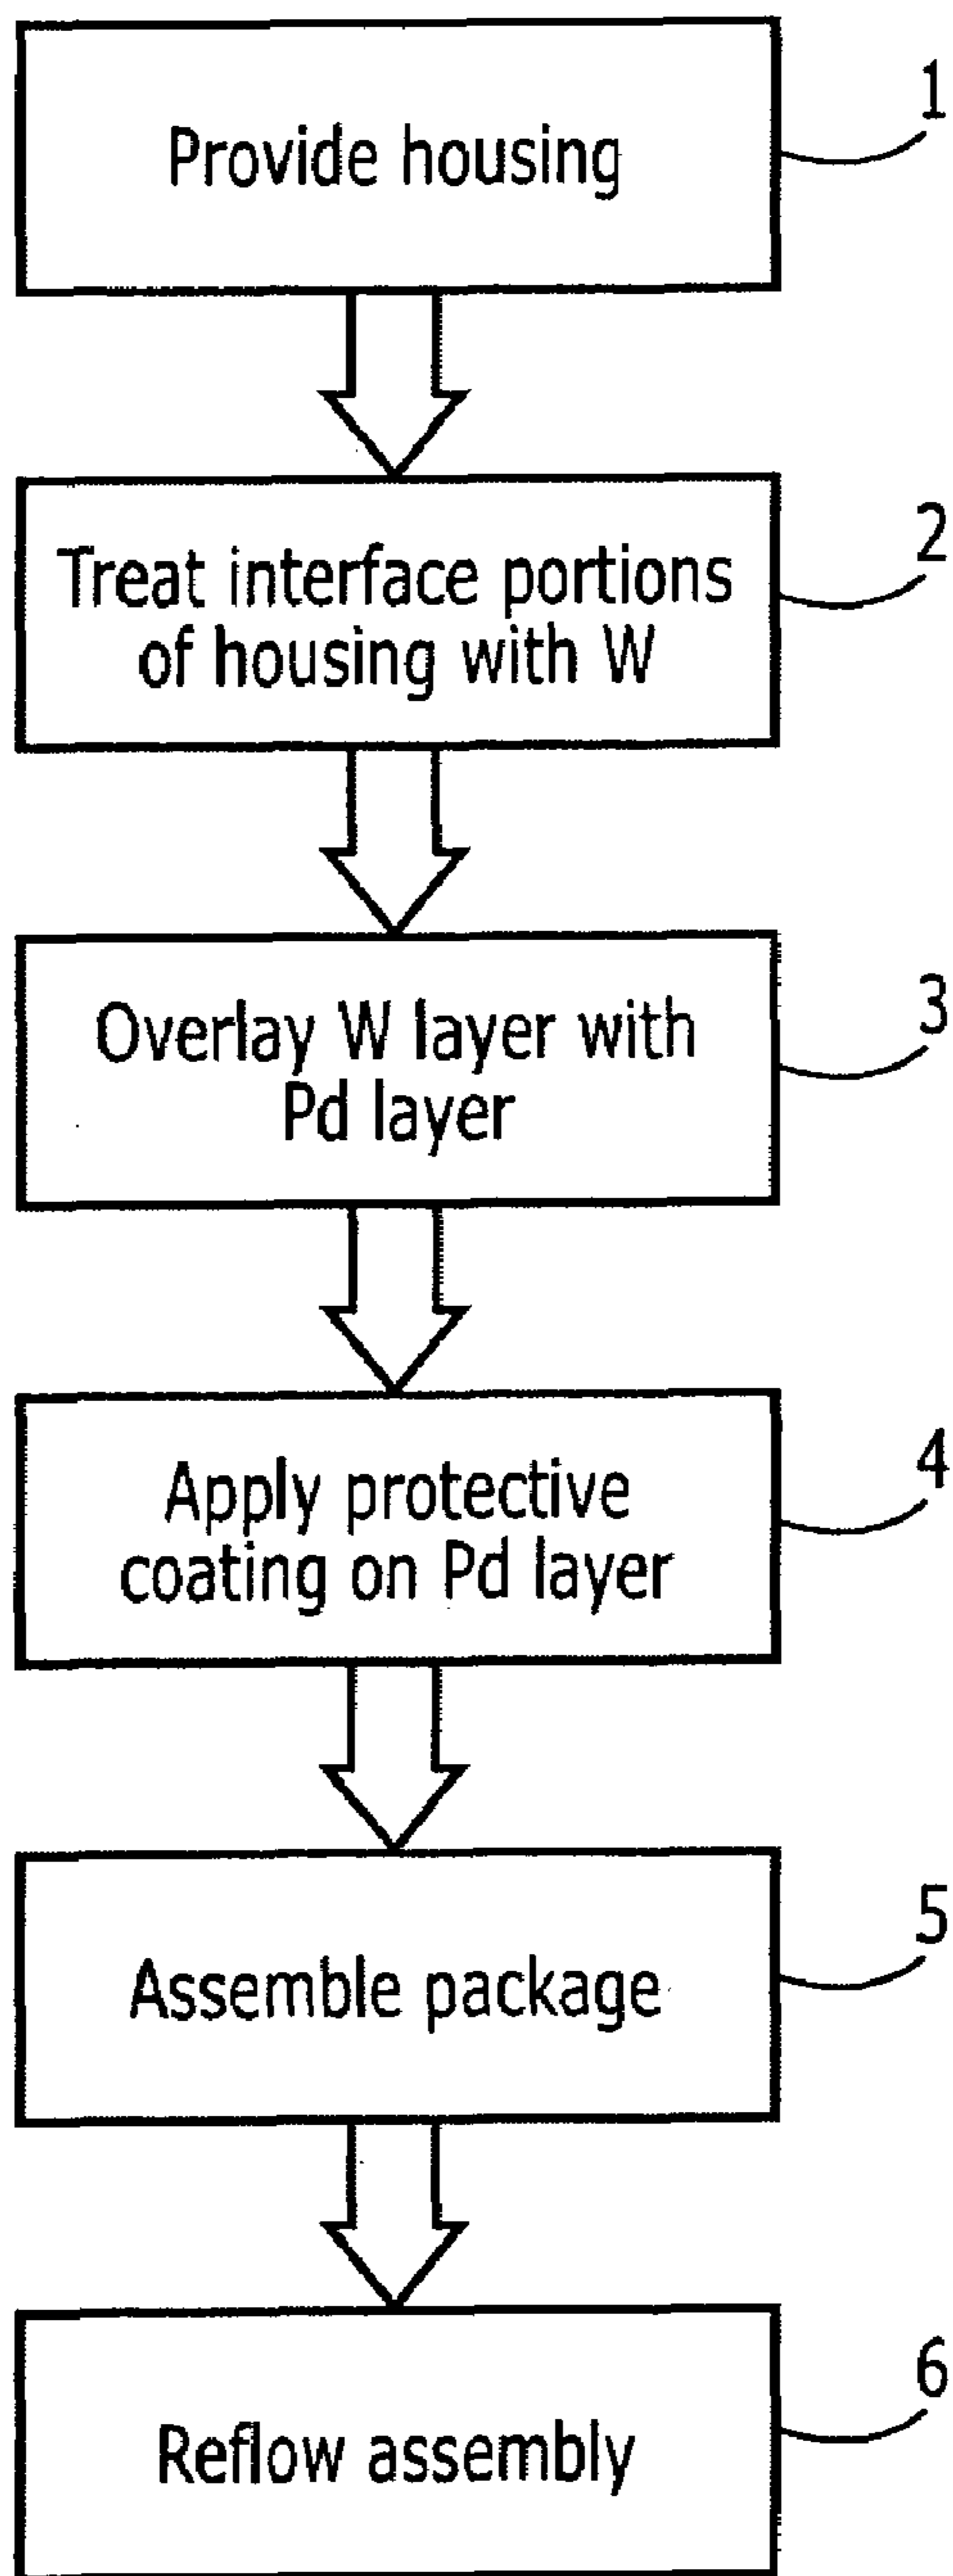 Provide housing
1
Treat interface portions
of housing with W
2
Overlay W layer with
Pd layer
3
Apply protective
coating on Pd layer
4
Assemble package
5
Reflow assembly
6